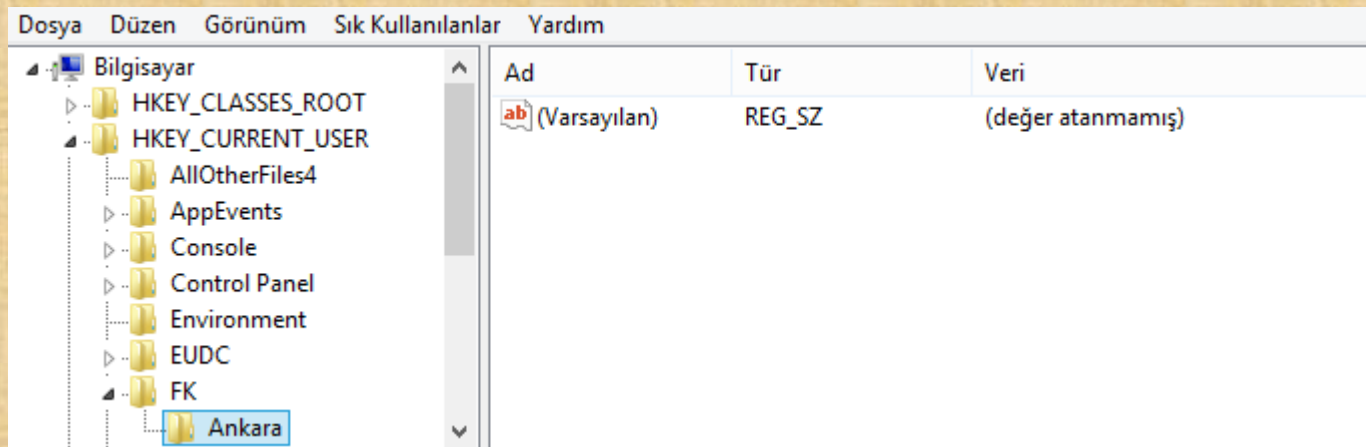 Dosya Düzen Görünüm Sık Kullanılanlar Yardım
Bilgisayar
HKEY_CLASSES_ROOT
HKEY_CURRENT_USER
AllOtherFiles4
AppEvents
Console
Control Panel
Environment
EUDC
FK
Ankara
Ad Tür Veri
ab (Varsayılan) REG_SZ (değer atanmamış)